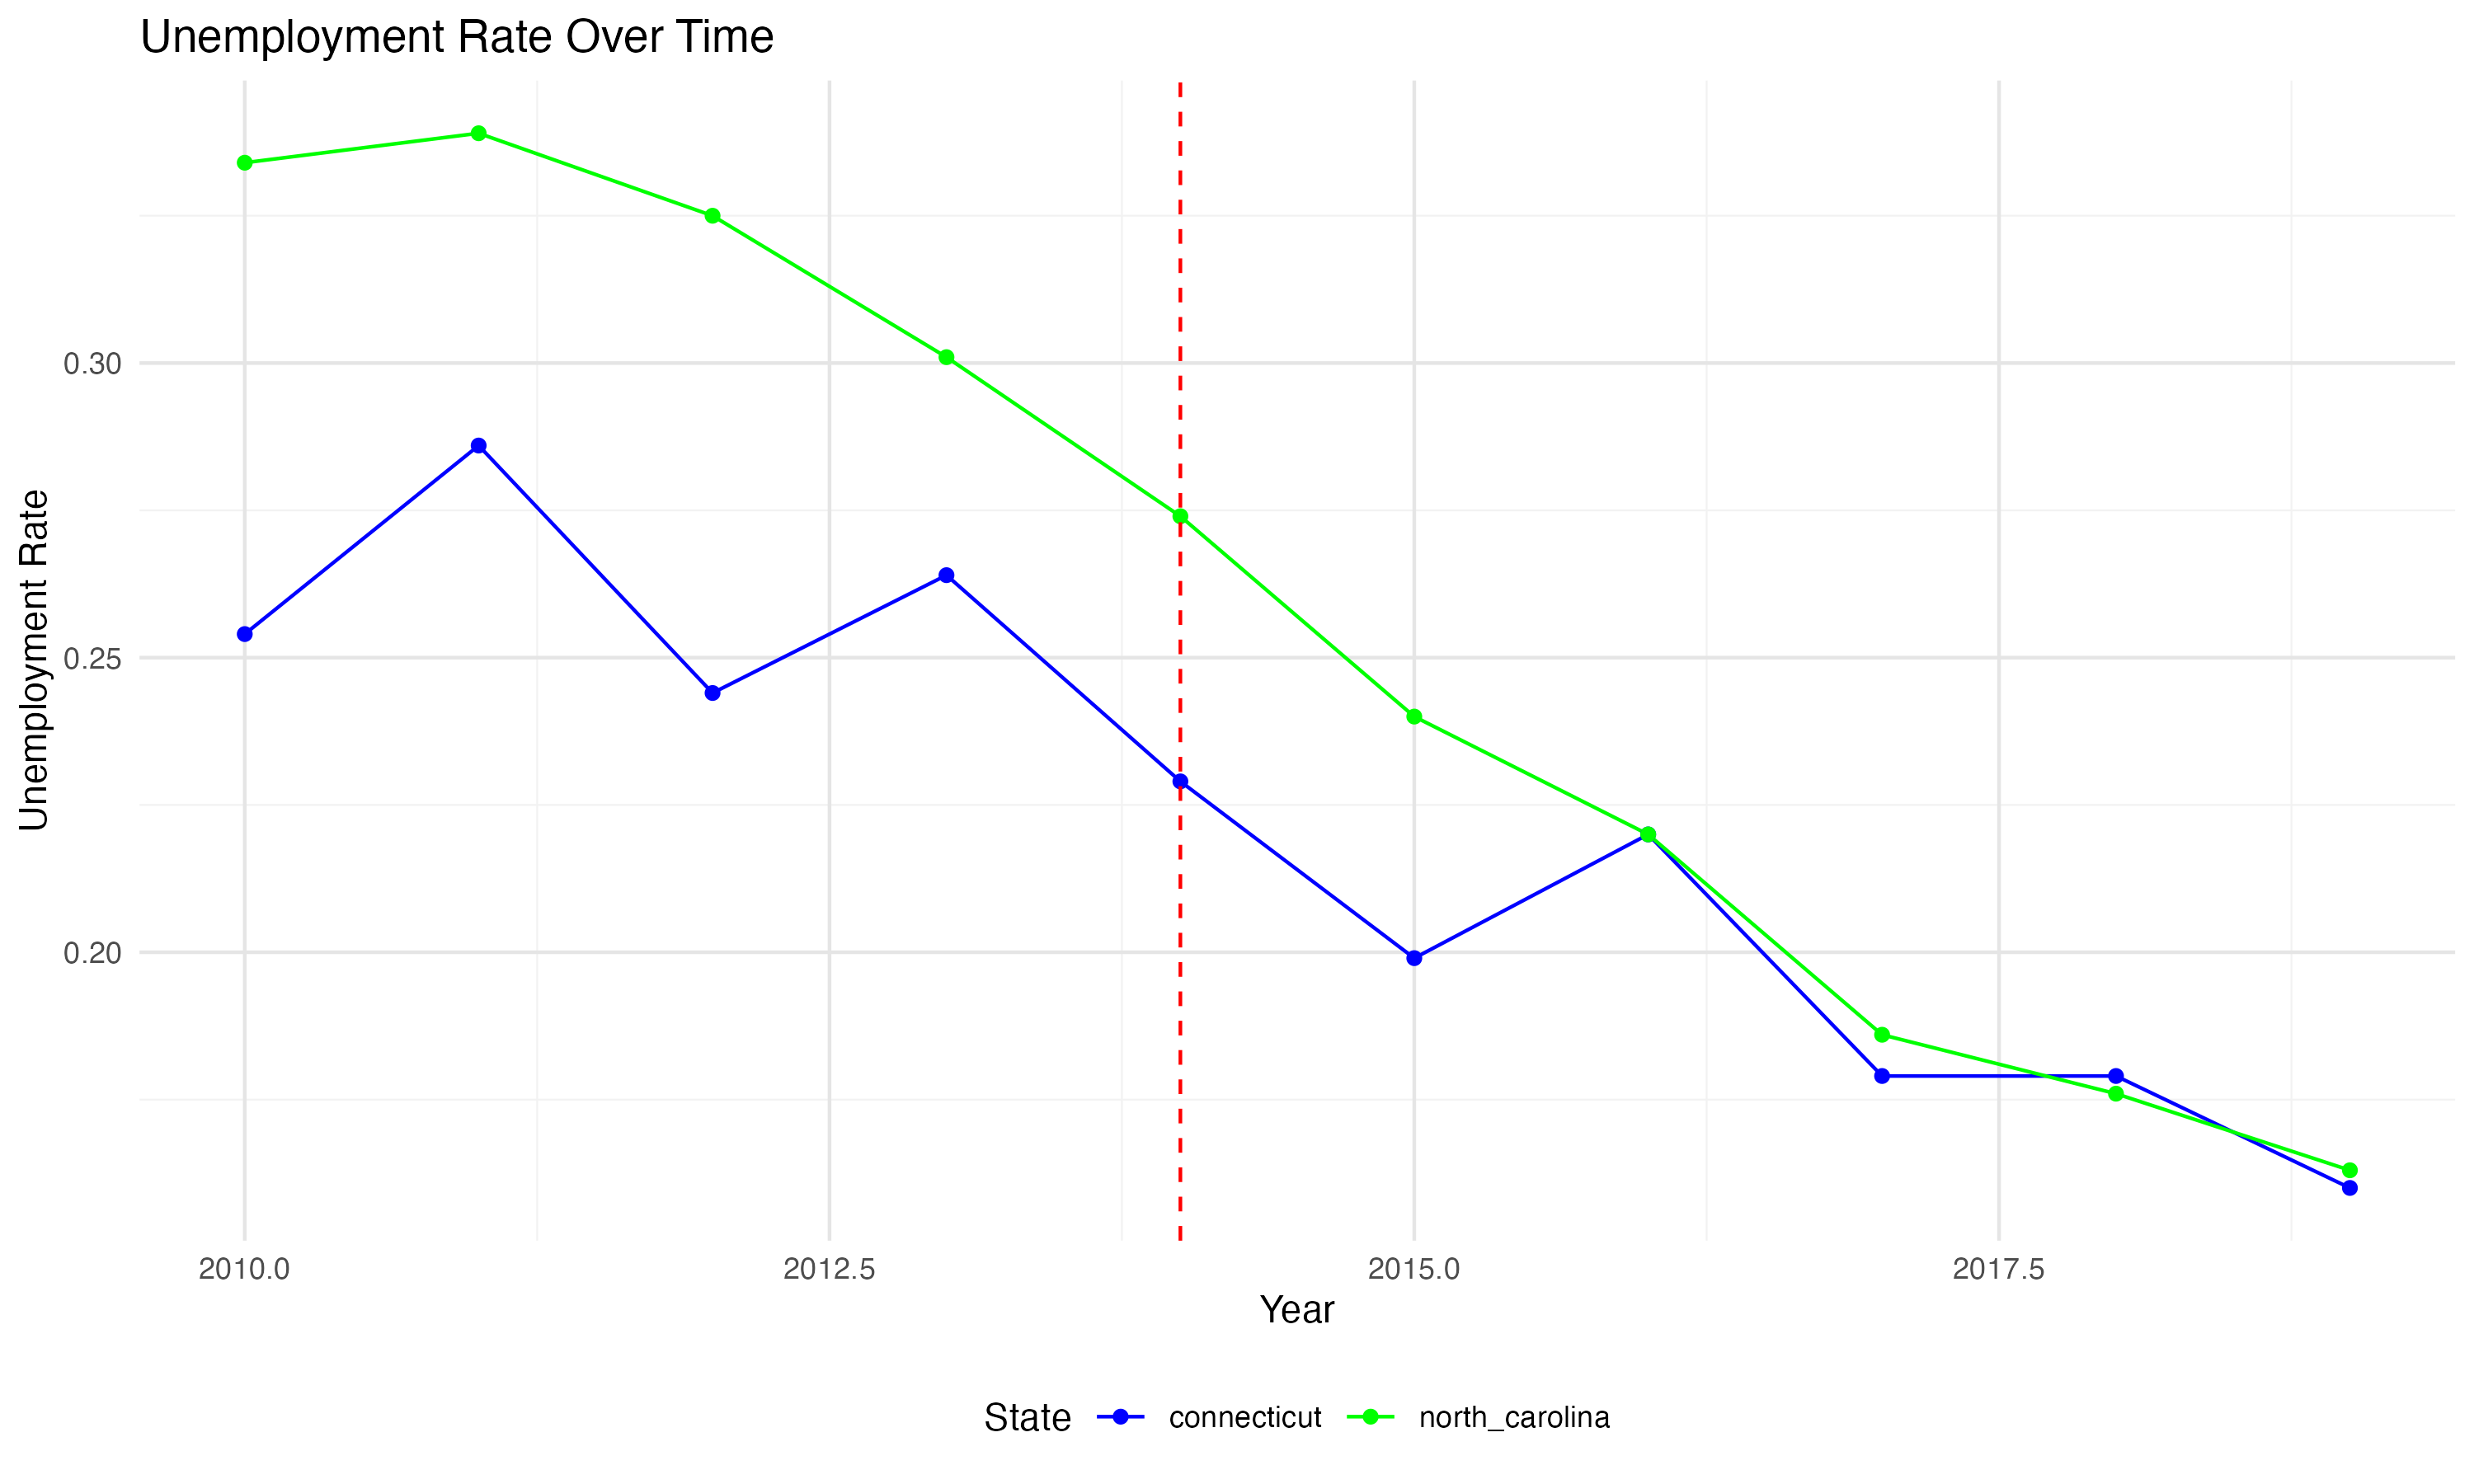 Unemployment Rate Over Time
Unemployment Rate
0.30
0.25
0.20
2010.0 2012.5 2015.0 2017.5
Year
State connecticut north_carolina